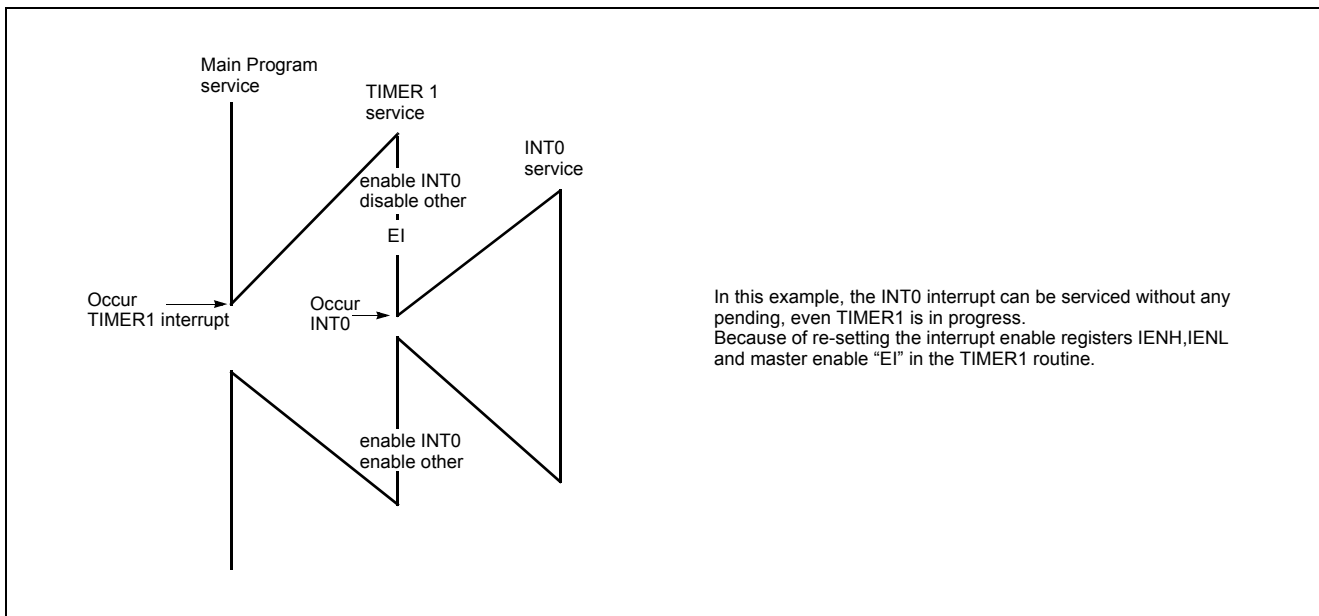 Main Program
service
TIMER 1
service
INT0
service
enable INT0
disable other
EI
Occur
TIMER1 interrupt
Occur
INT0
enable INT0
enable other
In this example, the INT0 interrupt can be serviced without any
pending, even TIMER1 is in progress.
Because of re-setting the interrupt enable registers IENH,IENL
and master enable “EI” in the TIMER1 routine.